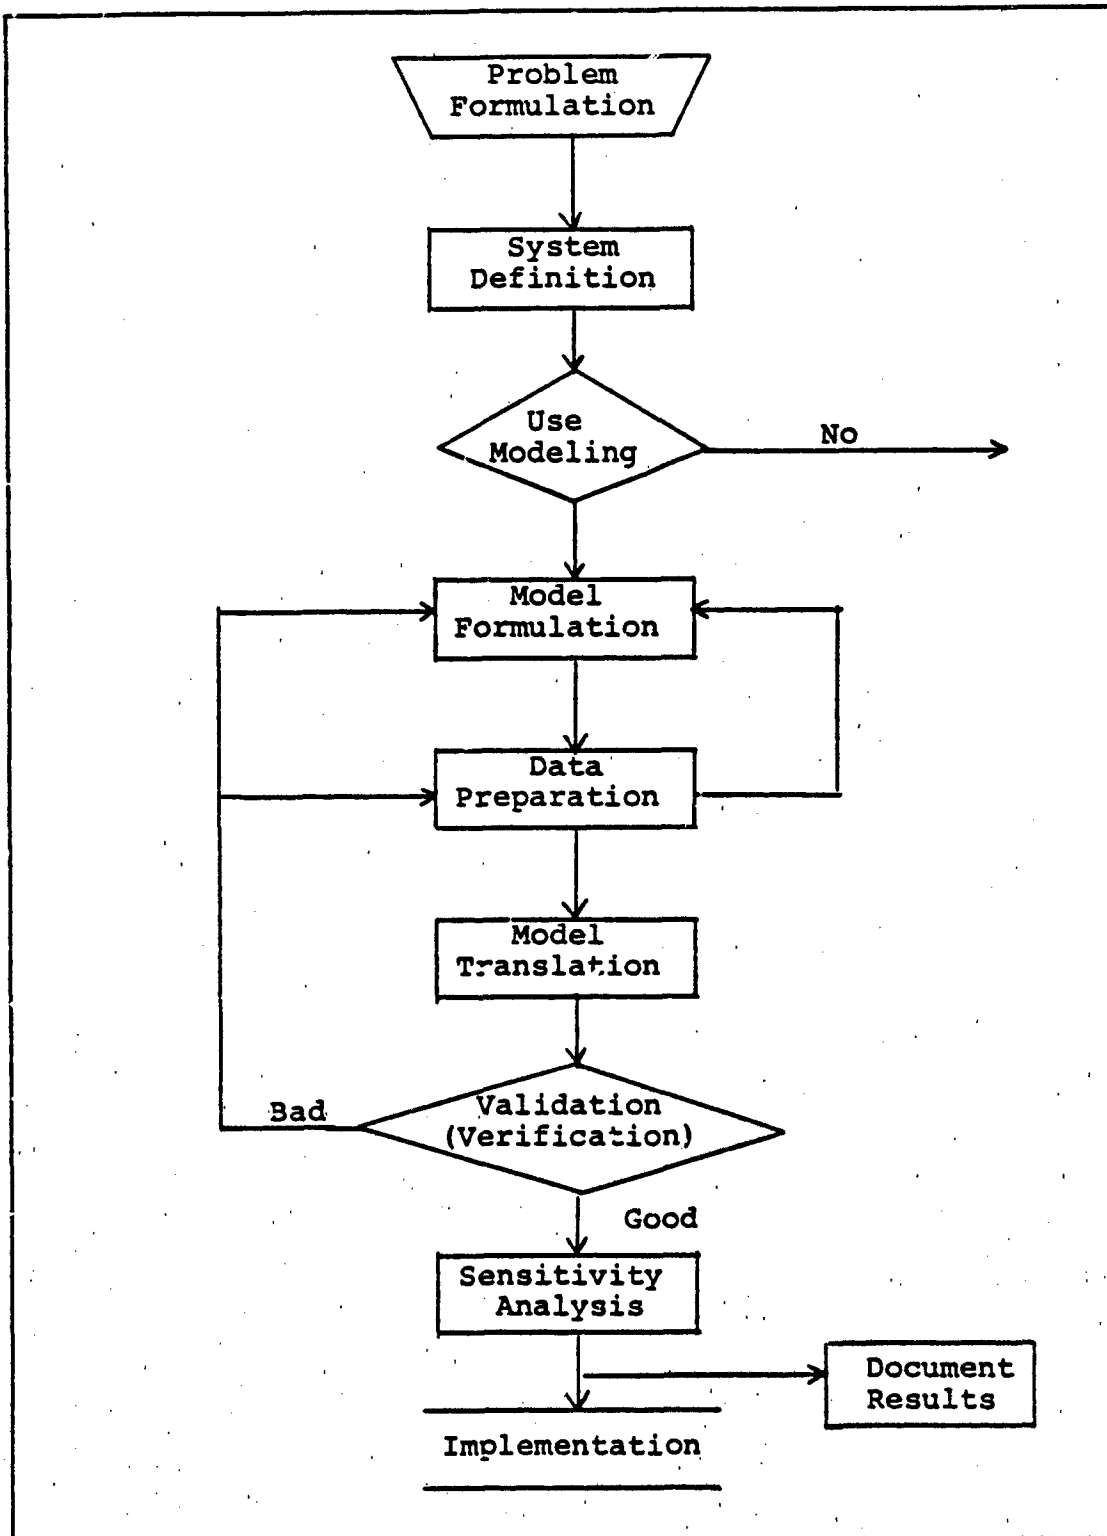 Problem
Formulation
System
Definition
Use
Modeling
No
Model
Formulation
Data
Preparation
Model
Translation
Bad
Validation
(Verification)
Good
Sensitivity
Analysis
Document
Results
Implementation